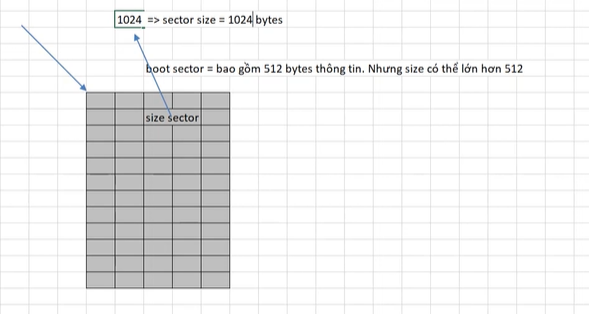 1024 => sector size = 1024 bytes
boot sector = bao gồm 512 bytes thông tin. Nhưng size có thể lớn hơn 512
size sector